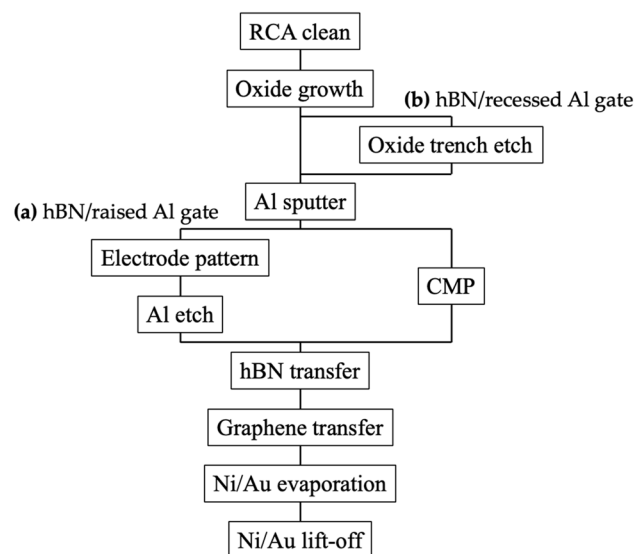 RCA clean
Oxide growth
(b) hBN/recessed Al gate
Oxide trench etch
Al sputter
(a) hBN/raised Al gate
Electrode pattern
CMP
Al etch
hBN transfer
Graphene transfer
Ni/Au evaporation
Ni/Au lift-off